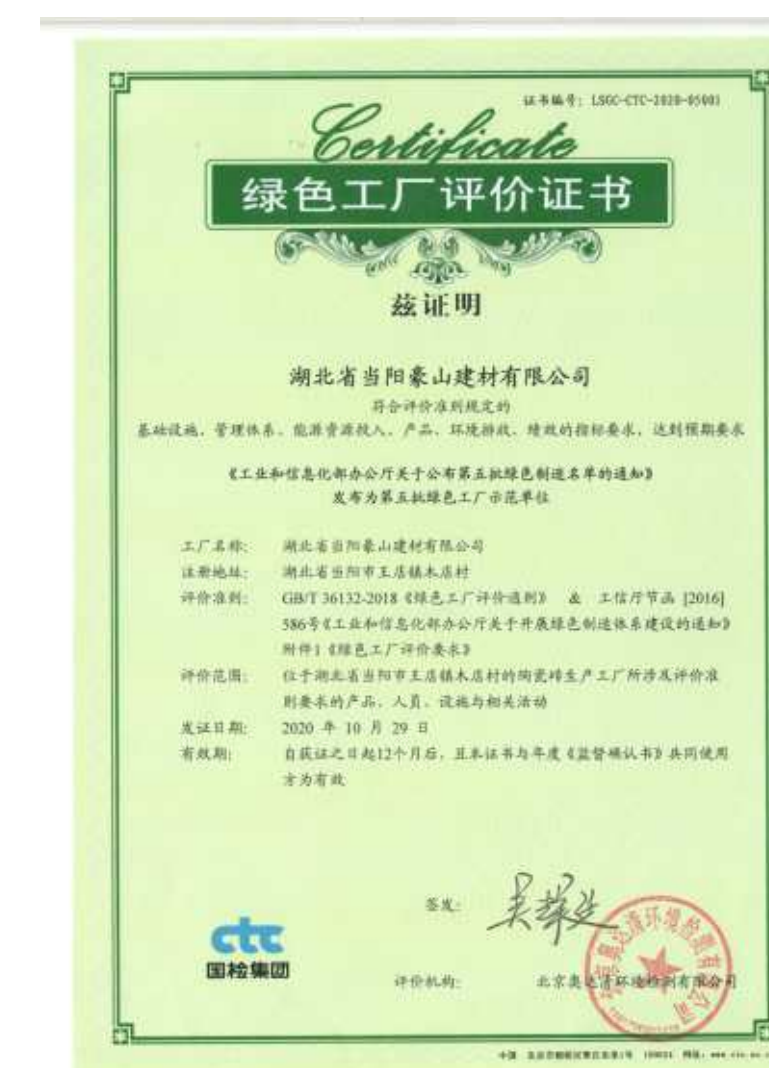 证书编号: LSGC-CTC-2020-05001
Certificate
绿色工厂评价证书
兹证明
湖北省当阳豪山建材有限公司
符合评价准则规定的
基础设施、管理体系、能源资源投入、产品、环境排放、绩效的指标要求，达到预期要求
《工业和信息化部办公厅关于公布第五批绿色制造名单的通知》
发布为第五批绿色工厂示范单位
工厂名称: 湖北省当阳豪山建材有限公司
注册地址: 湖北省当阳市王店镇木店村
评价准则: GB/T 36132-2018《绿色工厂评价通则》 & 工信厅节函 [2016]
586号《工业和信息化部办公厅关于开展绿色制造体系建设的通知》
附件1《绿色工厂评价要求》
评价范围: 位于湖北省当阳市王店镇木店村的陶瓷砖生产工厂所涉及评价准
则要求的产品、人员、设施与相关活动
发证日期: 2020 年 10 月 29 日
有效期: 自获证之日起12个月后，且本证书与年度《监督确认书》共同使用
方为有效
签发:
ctc
国检集团
评价机构: 北京奥达清环境检测有限公司